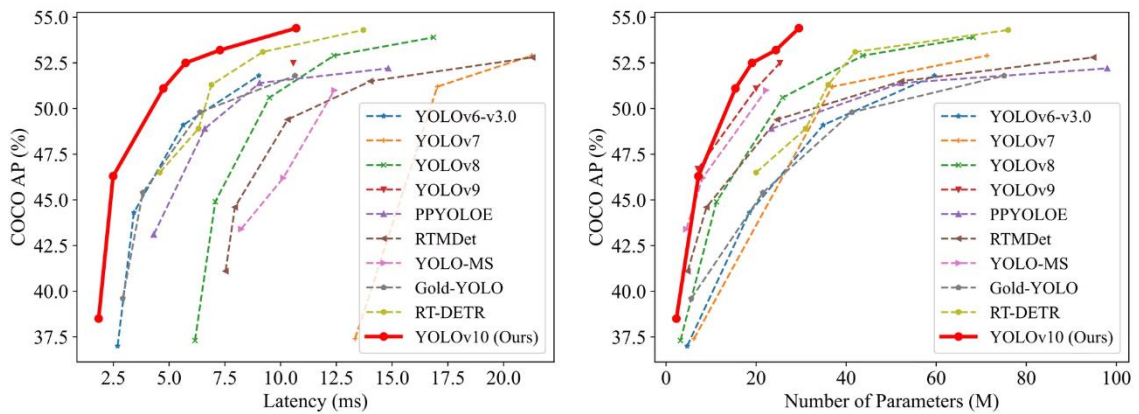 55.0
52.5
50.0
47.5
45.0
42.5
40.0
37.5
COCO AP (%)
2.5 5.0 7.5 10.0 12.5 15.0 17.5 20.0
Latency (ms)
YOLOv6-v3.0
YOLOv7
YOLOv8
YOLOv9
PPYOLOE
RTMDet
YOLO-MS
Gold-YOLO
RT-DETR
YOLOv10 (Ours)
55.0
52.5
50.0
47.5
45.0
42.5
40.0
37.5
COCO AP (%)
0 20 40 60 80 100
Number of Parameters (M)
YOLOv6-v3.0
YOLOv7
YOLOv8
YOLOv9
PPYOLOE
RTMDet
YOLO-MS
Gold-YOLO
RT-DETR
YOLOv10 (Ours)